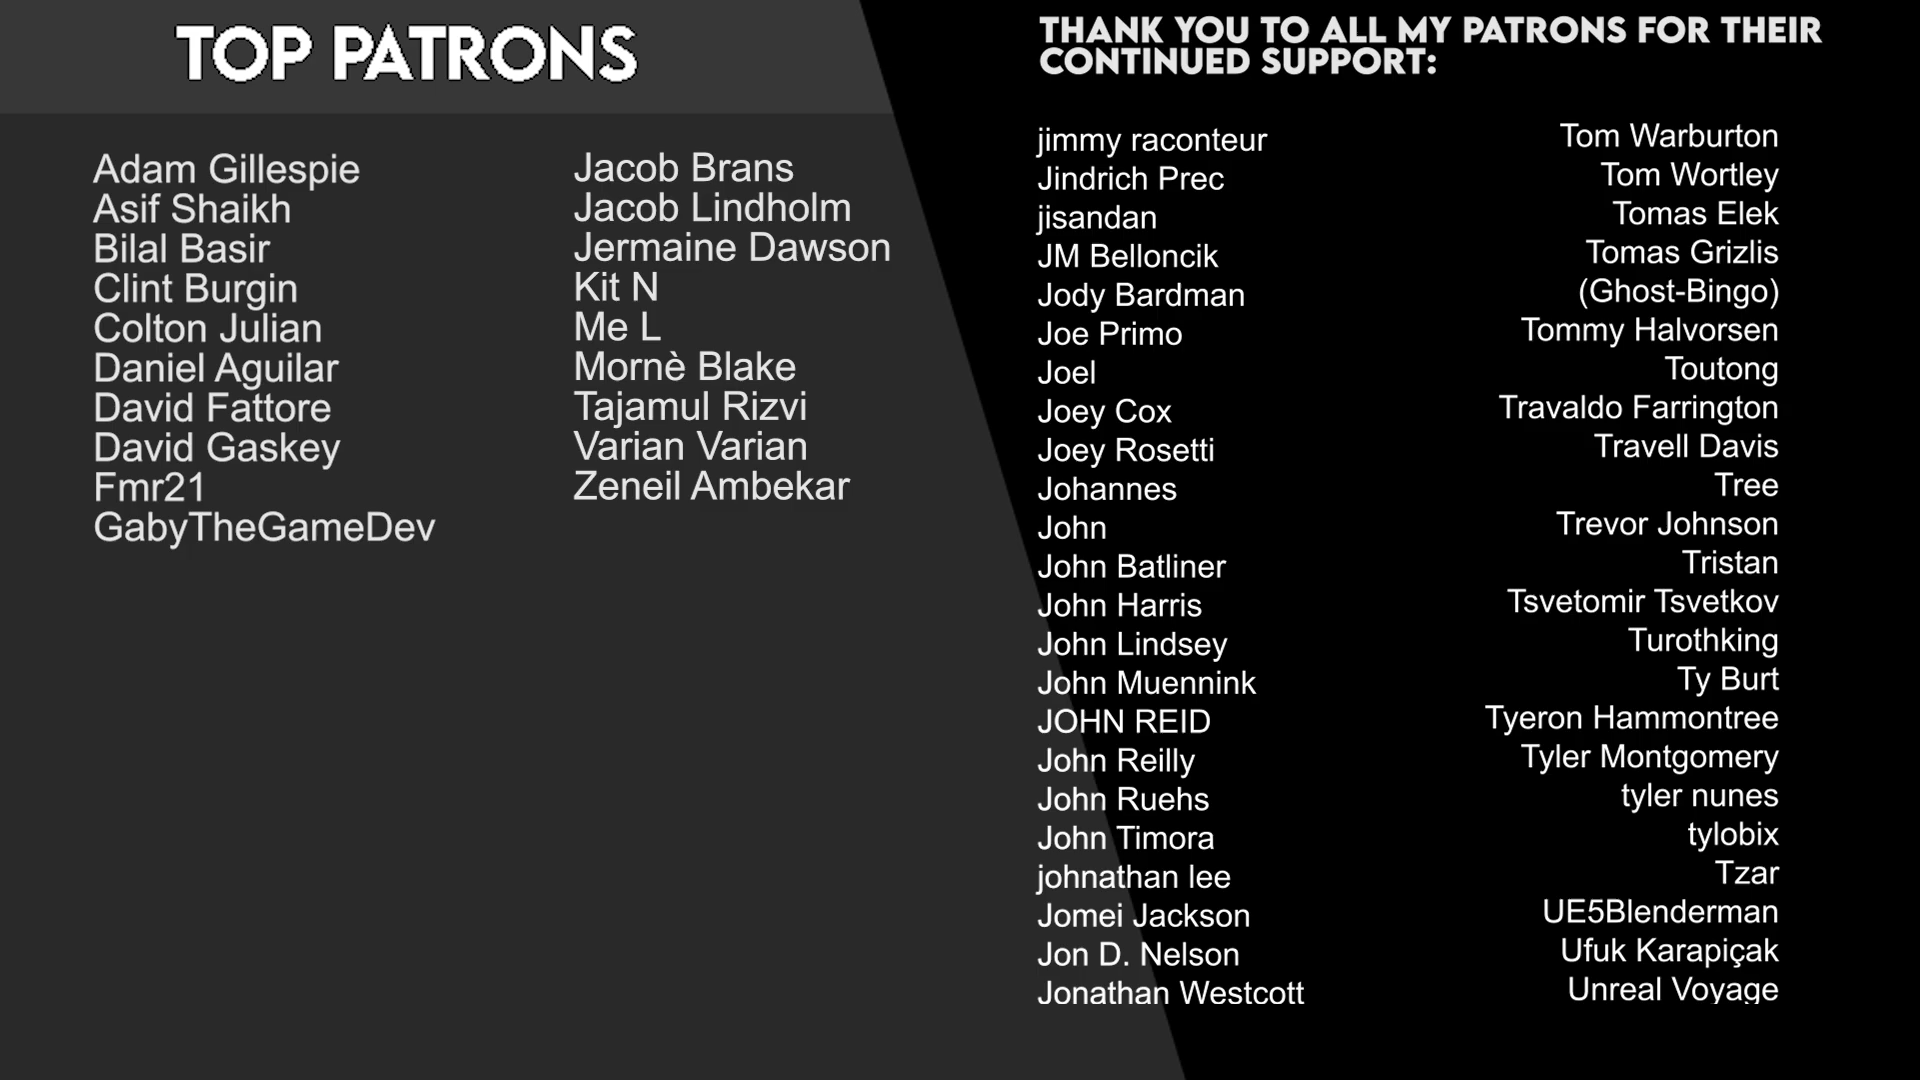 TOP PATRONS
Adam Gillespie
Asif Shaikh
Bilal Basir
Clint Burgin
Colton Julian
Daniel Aguilar
David Fattore
David Gaskey
Fmr21
GabyTheGameDev
Jacob Brans
Jacob Lindholm
Jermaine Dawson
Kit N
Me L
Mornè Blake
Tajamul Rizvi
Varian Varian
Zeneil Ambekar
THANK YOU TO ALL MY PATRONS FOR THEIR
CONTINUED SUPPORT:
jimmy raconteur
Jindrich Prec
jisandan
JM Belloncik
Jody Bardman
Joe Primo
Joel
Joey Cox
Joey Rosetti
Johannes
John
John Batliner
John Harris
John Lindsey
John Muennink
JOHN REID
John Reilly
John Ruehs
John Timora
johnathan lee
Jomei Jackson
Jon D. Nelson
Jonathan Westcott
Tom Warburton
Tom Wortley
Tomas Elek
Tomas Grizlis
(Ghost-Bingo)
Tommy Halvorsen
Toutong
Travaldo Farrington
Travell Davis
Tree
Trevor Johnson
Tristan
Tsvetomir Tsvetkov
Turothking
Ty Burt
Tyeron Hammontree
Tyler Montgomery
tyler nunes
tylobix
Tzar
UE5Blenderman
Ufuk Karapiçak
Unreal Voyage